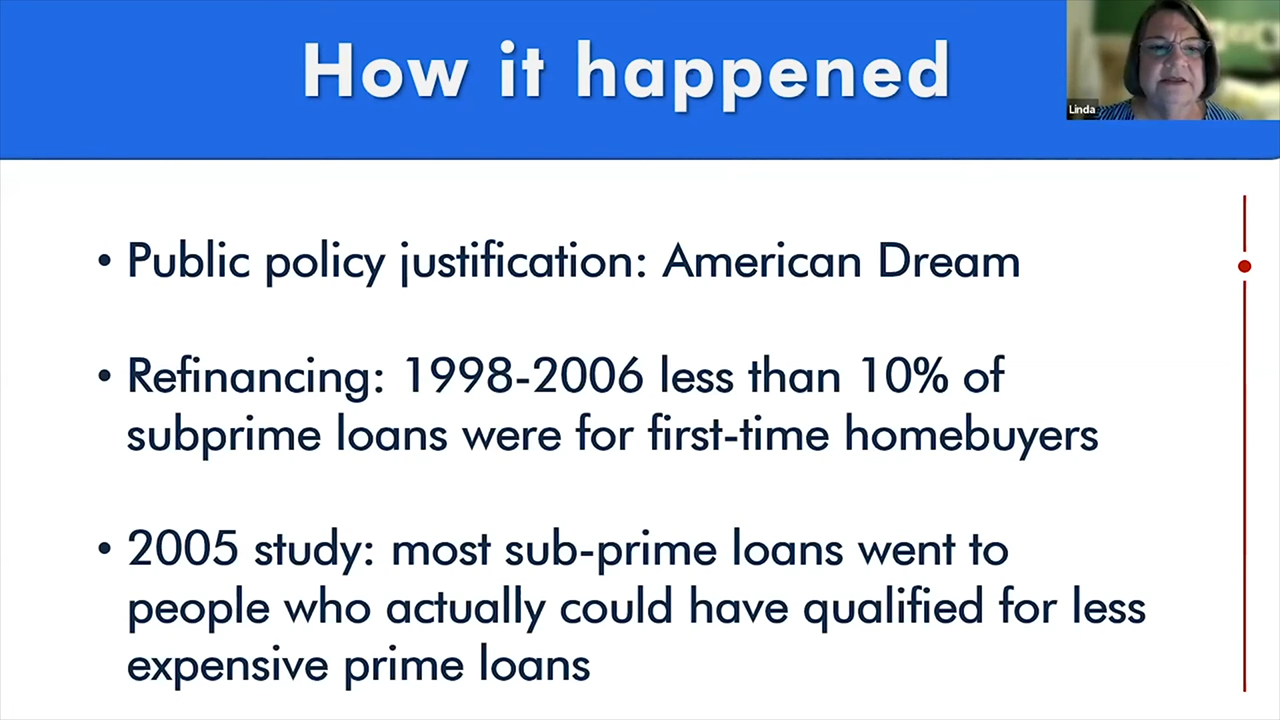 How it happened
Linda
• Public policy justification: American Dream
• Refinancing: 1998-2006 less than 10% of
subprime loans were for first-time homebuyers
• 2005 study: most sub-prime loans went to
people who actually could have qualified for less
expensive prime loans